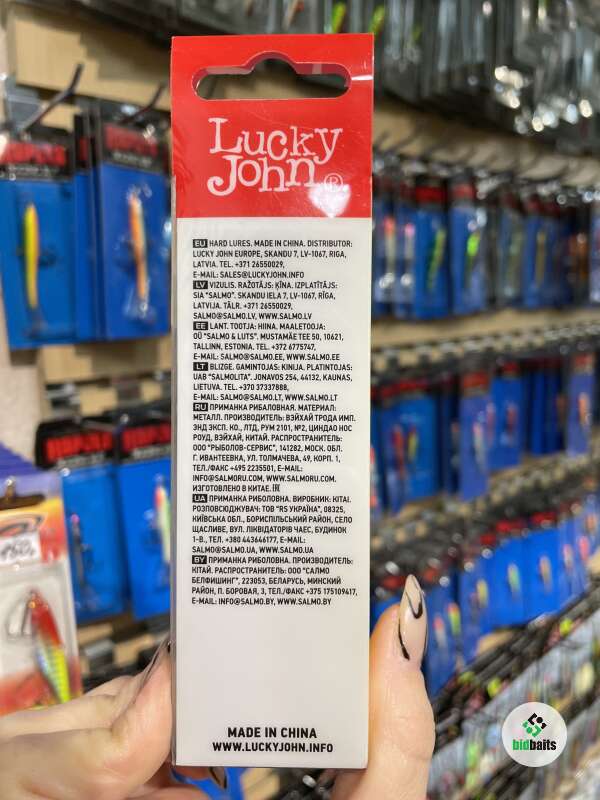 Lucky
John®
EU HARD LURES. MADE IN CHINA. DISTRIBUTOR:
LUCKY JOHN EUROPE, SKANDU 7, LV-1067, RIGA,
LATVIA. TEL. +371 26550029,
E-MAIL: SALES@LUCKYJOHN.INFO
LV VIZULIS. RAŽOTĀJS: ĶĪNA. IZPLATĪTĀJS:
SIA "SALMO". SKANDU IELA 7, LV-1067, RĪGA,
LATVIJA. TĀLR. +371 26550029,
SALMO@SALMO.LV, WWW.SALMO.LV
EE LANT. TOOTJA: HIINA. MAALETOOJA:
OÜ "SALMO & LUTS". MUSTAMÄE TEE 50, 10621,
TALLINN, ESTONIA. TEL. +372 6775747,
E-MAIL: SALMO@SALMO.EE, WWW.SALMO.EE
LT BLIZGE. GAMINTOJAS: KINIJA. PLATINTOJAS:
UAB "SALMOLITA". JONAVOS 254, 44132, KAUNAS,
LIETUVA. TEL. +370 37337888,
E-MAIL: SALMO@SALMO.LT, WWW.SALMO.LT
RU ПРИМАНКА РИБАЛОВНАЯ. МАТЕРИАЛ:
МЕТАЛЛ. ПРОИЗВОДИТЕЛЬ: ВЭЙХАЙ ТРОДА ИМП.
ЭНД ЭКСП. КО., ЛТД, РУМ 2101, №2, ЦИНДАО НОС
РОУД, ВЭЙХАЙ, КИТАЙ. РАСПРОСТРАНИТЕЛЬ:
ООО "РЫБОЛОВ-СЕРВИС", 141282, МОСК. ОБЛ.
Г. ИВАНТЕЕВКА, УЛ. ТОЛМАЧЕВА, 49, КОРП. 1,
ТЕЛ./ФАКС +495 2235501, E-MAIL:
INFO@SALMORU.COM, WWW.SALMORU.COM.
ИЗГОТОВЛЕНО В КИТАЕ. EAC
UA ПРИМАНКА РИБОЛОВНА. ВИРОБНИК: КІТАІ.
РОЗПОВСЮДЖУВАЧ: ТОВ "RS УКРАЇНА", 08325,
КИЇВСЬКА ОБЛ., БОРИСПІЛЬСЬКИЙ РАЙОН, СЕЛО
ЩАСЛИВЕ, ВУЛ. ЛІКВІДАТОРІВ ЧАЕС, БУДИНОК
1-В., ТЕЛ. +380 443646177, E-MAIL:
SALMO@SALMO.UA, WWW.SALMO.UA
BY ПРИМАНКА РИБОЛОВНАЯ. ПРОИЗВОДИТЕЛЬ:
КІТАЙ. РАСПРОСТРАНИТЕЛЬ: ООО "САЛМО
БЕЛФИШИНГ", 223053, БЕЛАРУСЬ, МИНСКИЙ
РАЙОН, П. БОРОВАЯ, 3, ТЕЛ./ФАКС +375 175109417,
E-MAIL: INFO@SALMO.BY, WWW.SALMO.BY
MADE IN CHINA
WWW.LUCKYJOHN.INFO
bidbaits